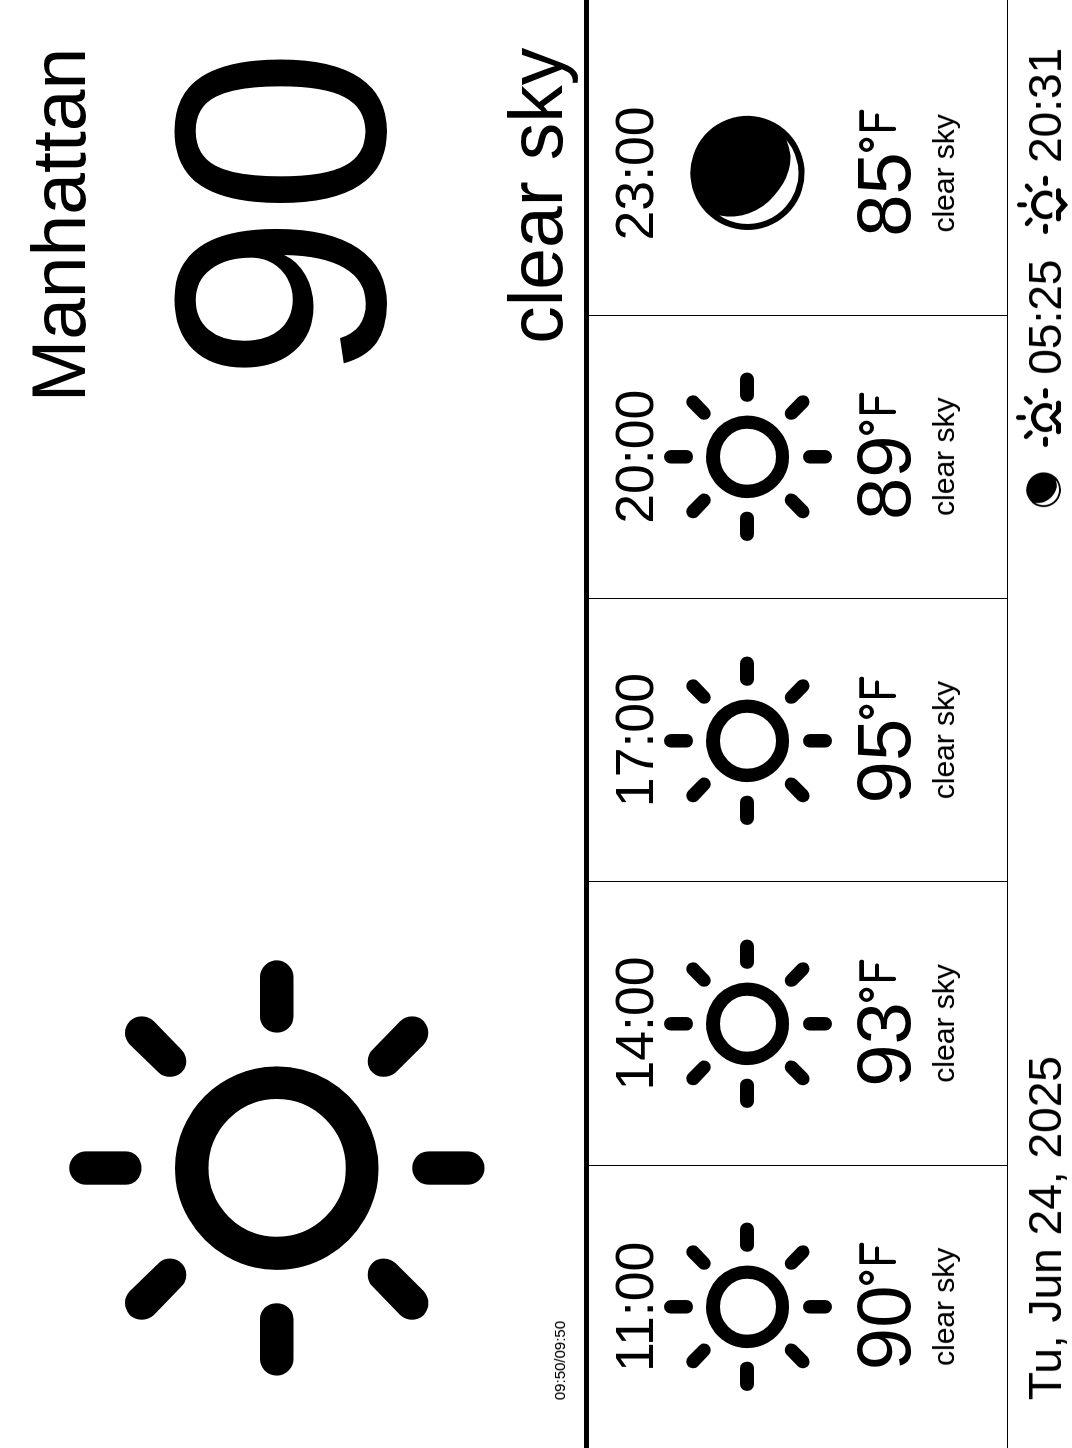 Manhattan
90
clear sky
09:50/09:50
11:00 14:00 17:00 20:00 23:00
90°F 93°F 95°F 89°F 85°F
clear sky clear sky clear sky clear sky clear sky
Tu, Jun 24, 2025 05:25 20:31